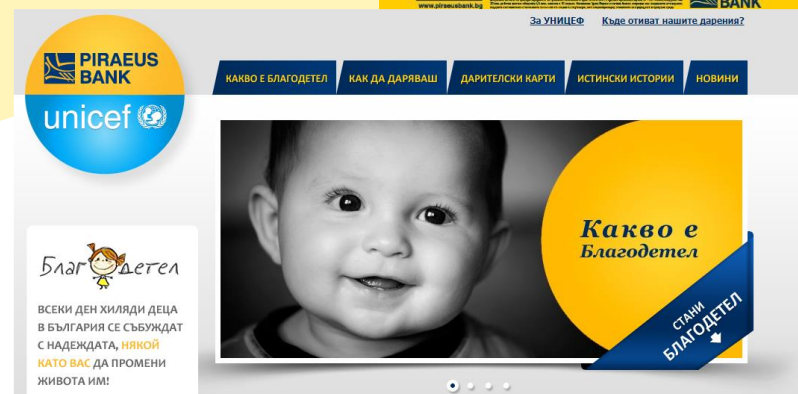 www.piraeusbank.bg
BANK
За УНИЦЕФ
Къде отиват нашите дарения?
PIRAEUS
BANK
unicef
КАКВО Е БЛАГОДЕТЕЛ
КАК ДА ДАРЯВАШ
ДАРИТЕЛСКИ КАРТИ
ИСТИНСКИ ИСТОРИИ
НОВИНИ
Какво е
Благодетел
СТАНИ
БЛАГОДЕТЕЛ
Благодетел
ВСЕКИ ДЕН ХИЛЯДИ ДЕЦА
В БЪЛГАРИЯ СЕ СЪБУЖДАТ
С НАДЕЖДАТА, НЯКОЙ
КАТО ВАС ДА ПРОМЕНИ
ЖИВОТА ИМ!